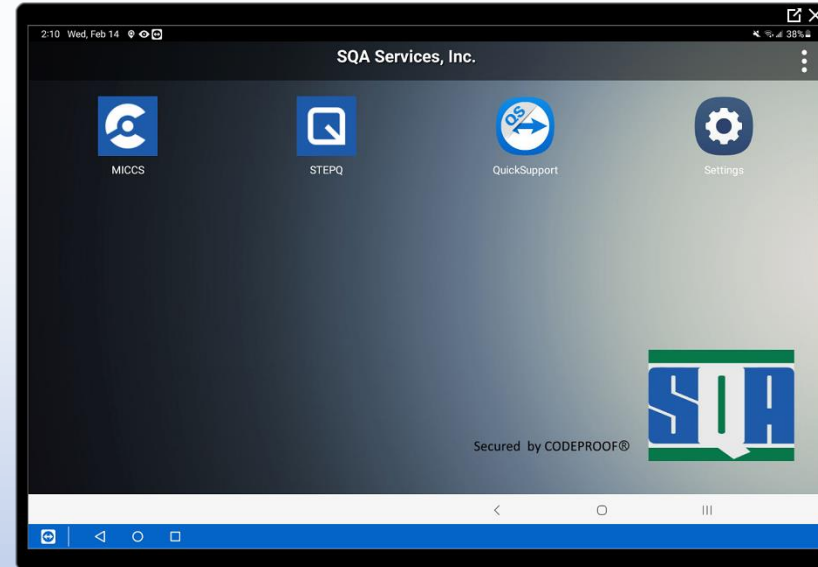 2:10 Wed, Feb 14
38%
SQA Services, Inc.
MICCS
STEPQ
QS
QuickSupport
Settings
SQA
Secured by CODEPROOF®